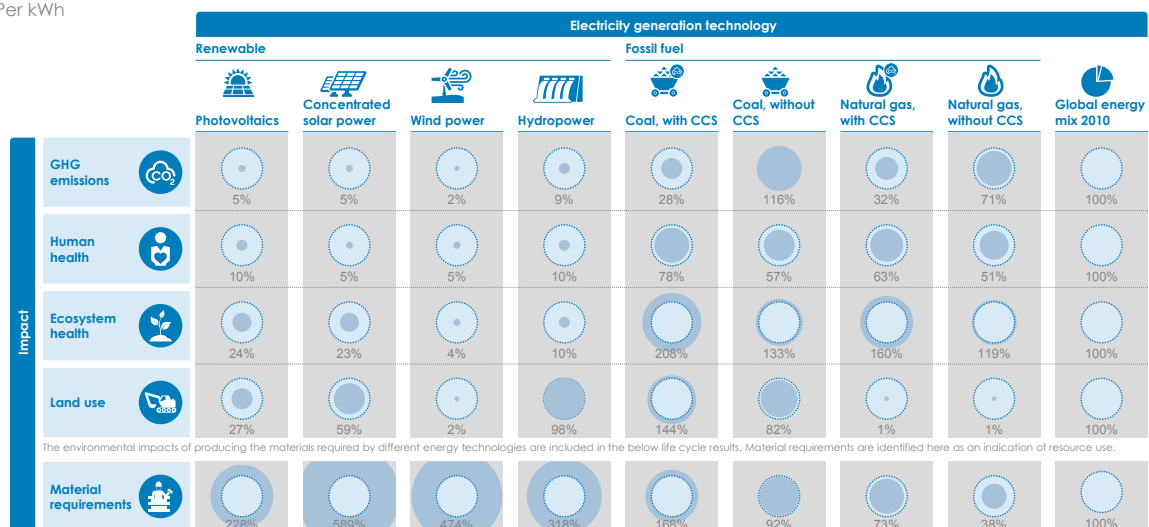 Per kWh
Electricity generation technology
Renewable
Fossil fuel
Photovoltaics
Concentrated
solar power
Wind power
Hydropower
Coal, with CCS
Coal, without
CCS
Natural gas,
with CCS
Natural gas,
without CCS
Global energy
mix 2010
Impact
GHG
emissions
CO2
5% 5% 2% 9% 28% 116% 32% 71% 100%
Human
health
10% 5% 5% 10% 78% 57% 63% 51% 100%
Ecosystem
health
24% 23% 4% 10% 208% 133% 160% 119% 100%
Land use
27% 59% 2% 98% 144% 82% 1% 1% 100%
The environmental impacts of producing the materials required by different energy technologies are included in the below life cycle results. Material requirements are identified here as an indication of resource use.
Material
requirements
228% 589% 474% 318% 168% 92% 73% 38% 100%